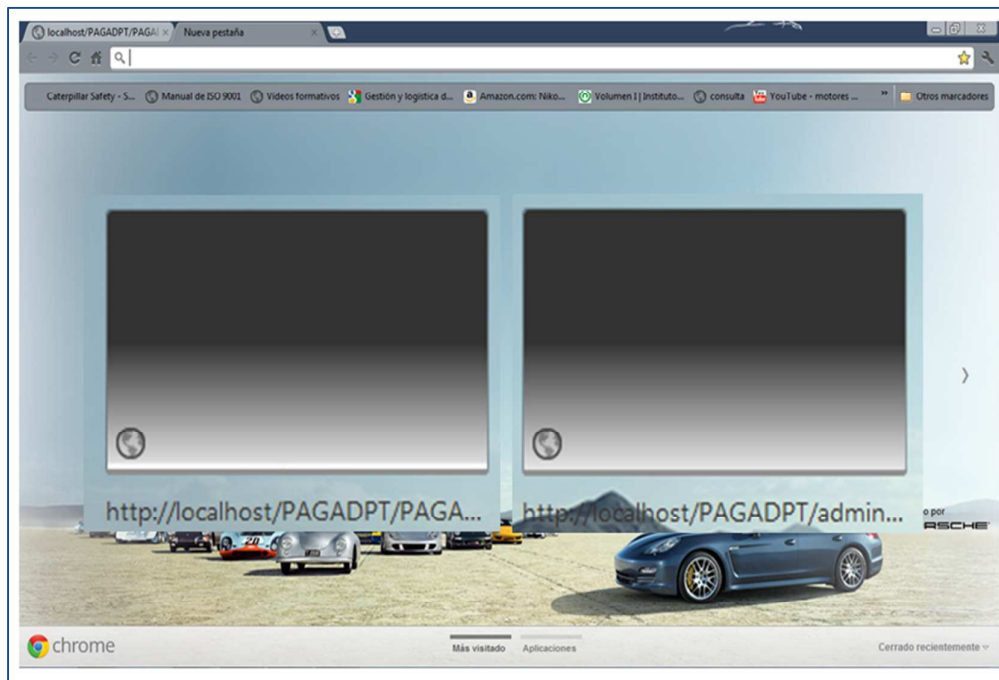 localhost/PAGADPT/PAGA
Nueva pestaña
Caterpillar Safety - S...
Manual de ISO 9001
Videos formativos
Gestión y logística d...
Amazon.com: Niko...
Volumen I | Instituto...
consulta
YouTube - motores ...
»
Otros marcadores
http://localhost/PAGADPT/PAGA...
http://localhost/PAGADPT/admin...
o por
RSCHE
20
chrome
Más visitado
Aplicaciones
Cerrado recientemente